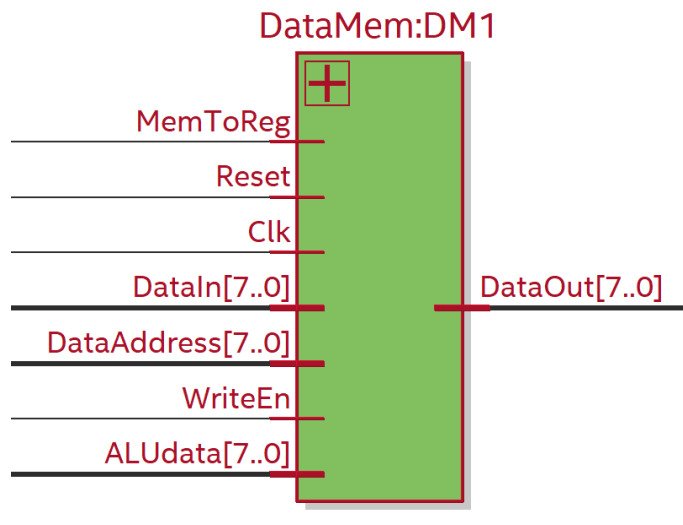 DataMem:DM1
MemToReg
Reset
Clk
DataIn[7..0]
DataOut[7..0]
DataAddress[7..0]
WriteEn
ALUdata[7..0]